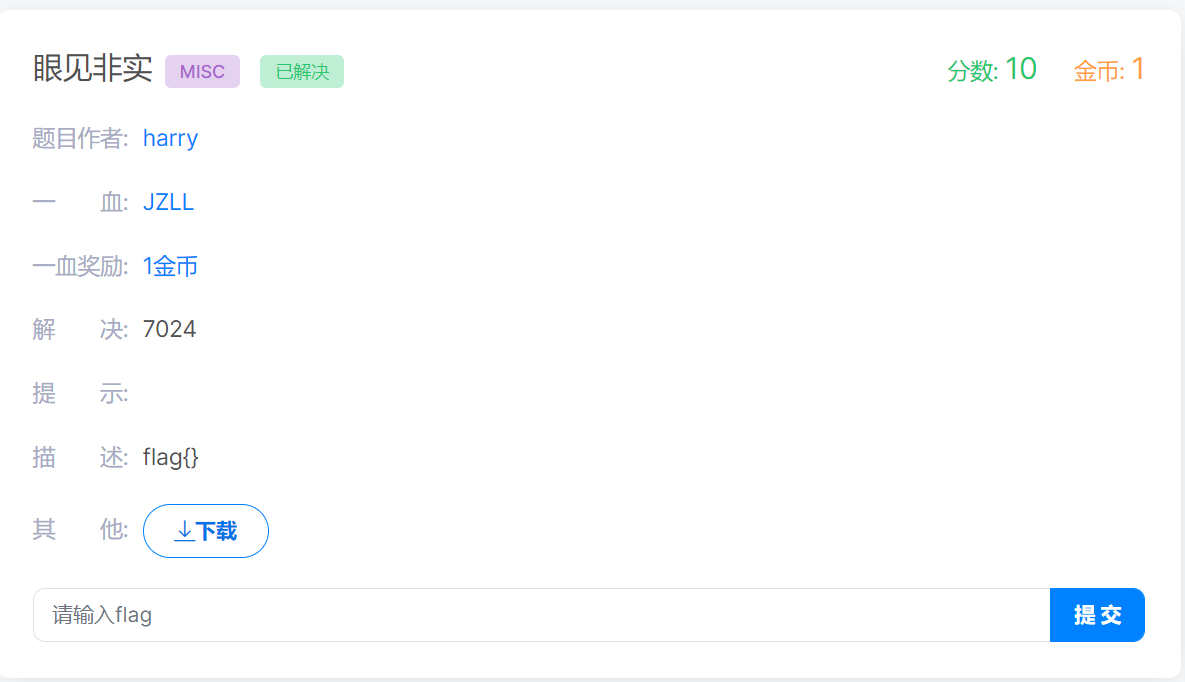 眼见非实 MISC 已解决 分数: 10 金币: 1
题目作者: harry
一 血: JZLL
一血奖励: 1金币
解 决: 7024
提 示:
描 述: flag{}
其 他: 下载
请输入flag 提 交